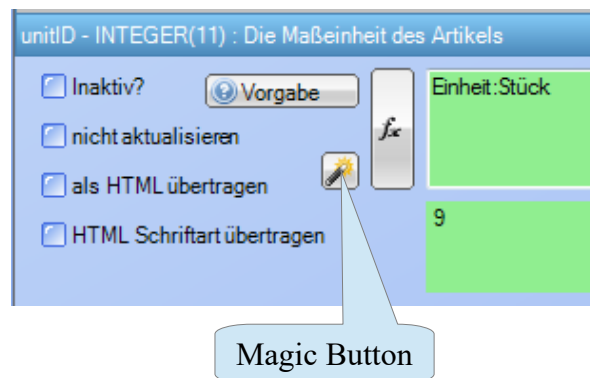 unitID - INTEGER(11) : Die Maßeinheit des Artikels
Inaktiv?
Vorgabe
nicht aktualisieren
als HTML übertragen
HTML Schriftart übertragen
fx
Einheit:Stück
9
Magic Button